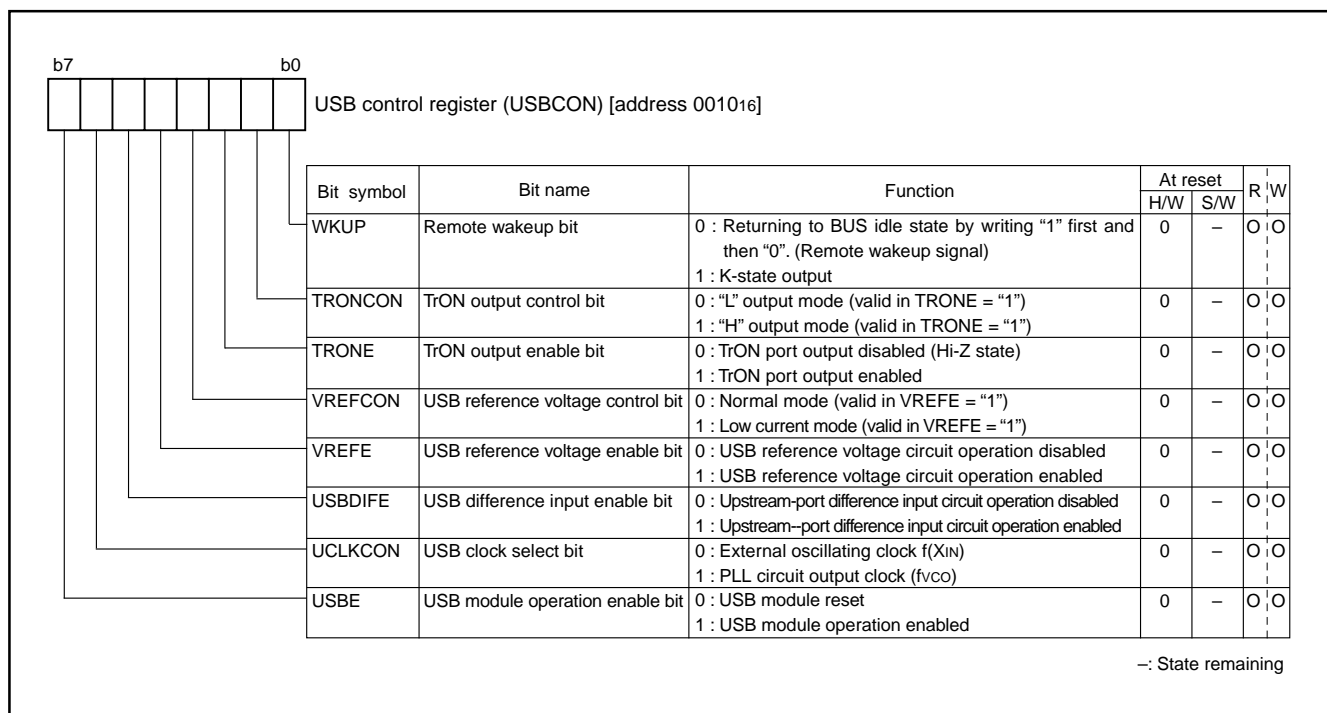 b7 b0
USB control register (USBCON) [address 001016]
Bit symbol Bit name Function At reset R W
H/W S/W
WKUP Remote wakeup bit 0 : Returning to BUS idle state by writing “1” first and 0 – O O
then “0”. (Remote wakeup signal)
1 : K-state output
TRONCON TrON output control bit 0 : “L” output mode (valid in TRONE = “1”) 0 – O O
1 : “H” output mode (valid in TRONE = “1”)
TRONE TrON output enable bit 0 : TrON port output disabled (Hi-Z state) 0 – O O
1 : TrON port output enabled
VREFCON USB reference voltage control bit 0 : Normal mode (valid in VREFE = “1”) 0 – O O
1 : Low current mode (valid in VREFE = “1”)
VREFE USB reference voltage enable bit 0 : USB reference voltage circuit operation disabled 0 – O O
1 : USB reference voltage circuit operation enabled
USBDIFE USB difference input enable bit 0 : Upstream-port difference input circuit operation disabled 0 – O O
1 : Upstream--port difference input circuit operation enabled
UCLKCON USB clock select bit 0 : External oscillating clock f(XIN) 0 – O O
1 : PLL circuit output clock (fVCO)
USBE USB module operation enable bit 0 : USB module reset 0 – O O
1 : USB module operation enabled
–: State remaining